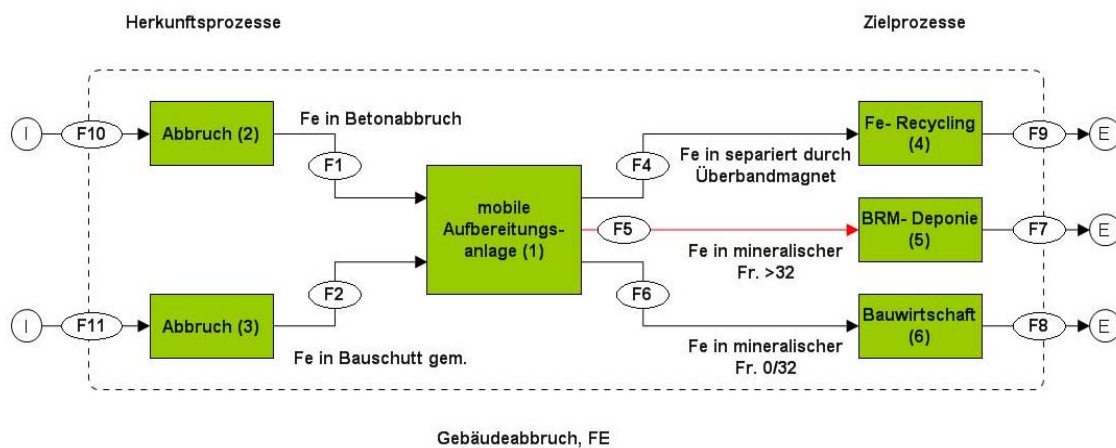 Herkunftsprozesse
Zielprozesse
I
F10
Abbruch (2)
Fe in Betonabbruch
F1
F4
Fe in separiert durch
Überbandmagnet
Fe- Recycling
(4)
F9
E
mobile
Aufbereitungs-
anlage (1)
F5
Fe in mineralischer
Fr. >32
BRM- Deponie
(5)
F7
E
I
F11
Abbruch (3)
F2
Fe in Bauschutt gem.
F6
Fe in mineralischer
Fr. 0/32
Bauwirtschaft
(6)
F8
E
Gebäudeabbruch, FE